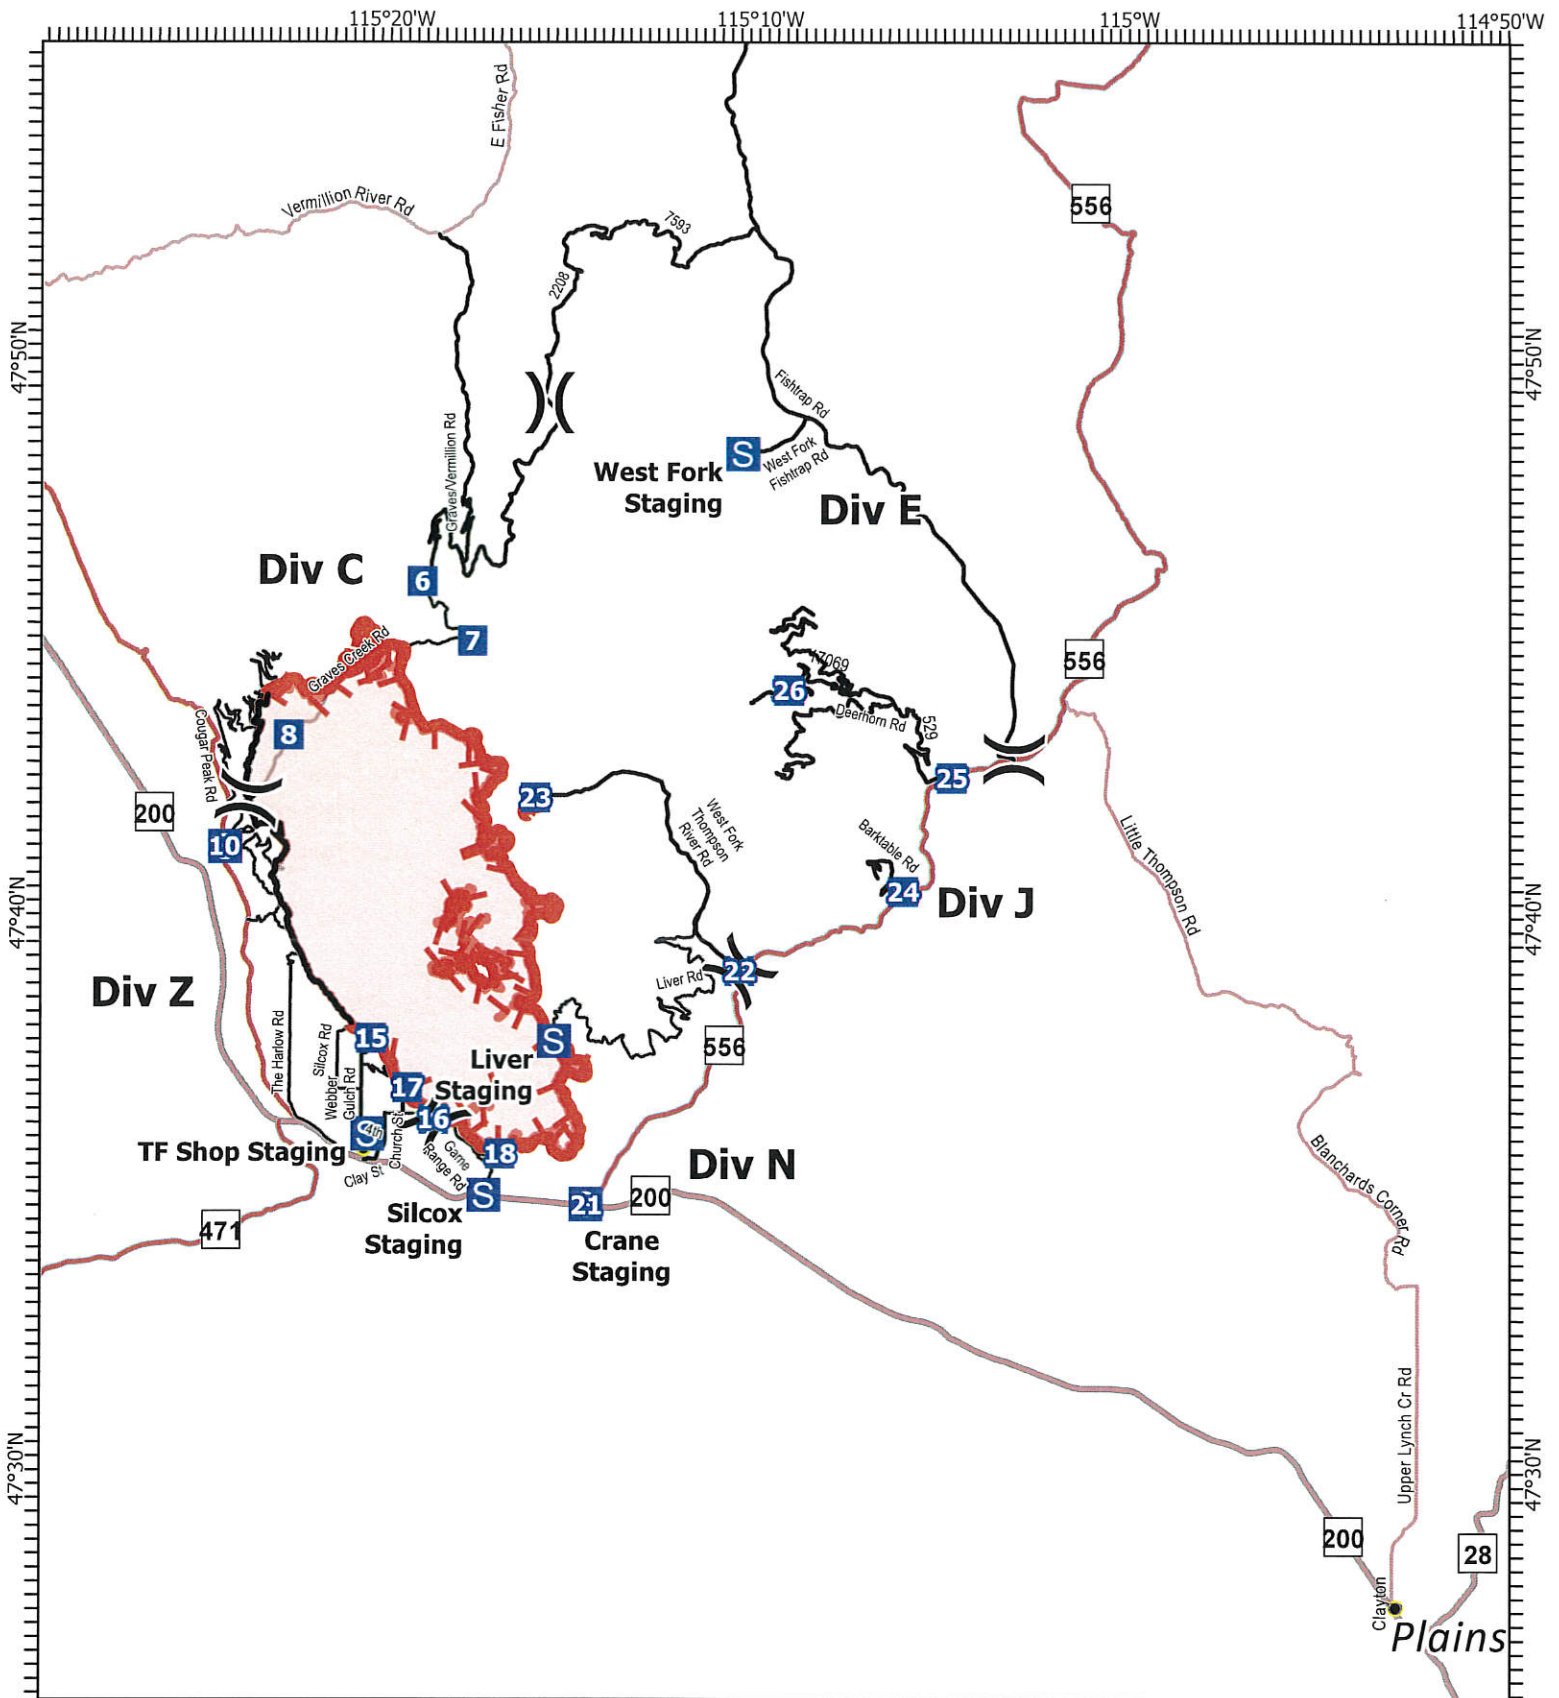 115°20'W
115°10'W
115°W
114°50'W
E Fisher Rd
Vermillion River Rd
556
7593
2208
47°50'N
47°50'N
Fishtrap Rd
Graves/Vermillion Rd
S
West Fork
Fishtrap Rd
West Fork
Staging
Div E
Div C
6
7
Graves Creek Rd
556
17069
26
Deerhorn Rd
529
8
Cougar Peak Rd
25
23
200
West Fork
Thompson
River Rd
10
Barktable Rd
Little Thompson Rd
24
Div J
47°40'N
47°40'N
22
Liver Rd
Div Z
The Harlow Rd
Silcox Rd
15
S
556
Liver
Staging
Webber
Gulch Rd
17
16
S
4th
Church St
TF Shop Staging
Game
Range Rd
18
Clay St
Div N
Blanchards Corner Rd
S
21
200
Silcox
Staging
471
Crane
Staging
Upper Lynch Cr Rd
47°30'N
47°30'N
200
28
Clayton
Plains